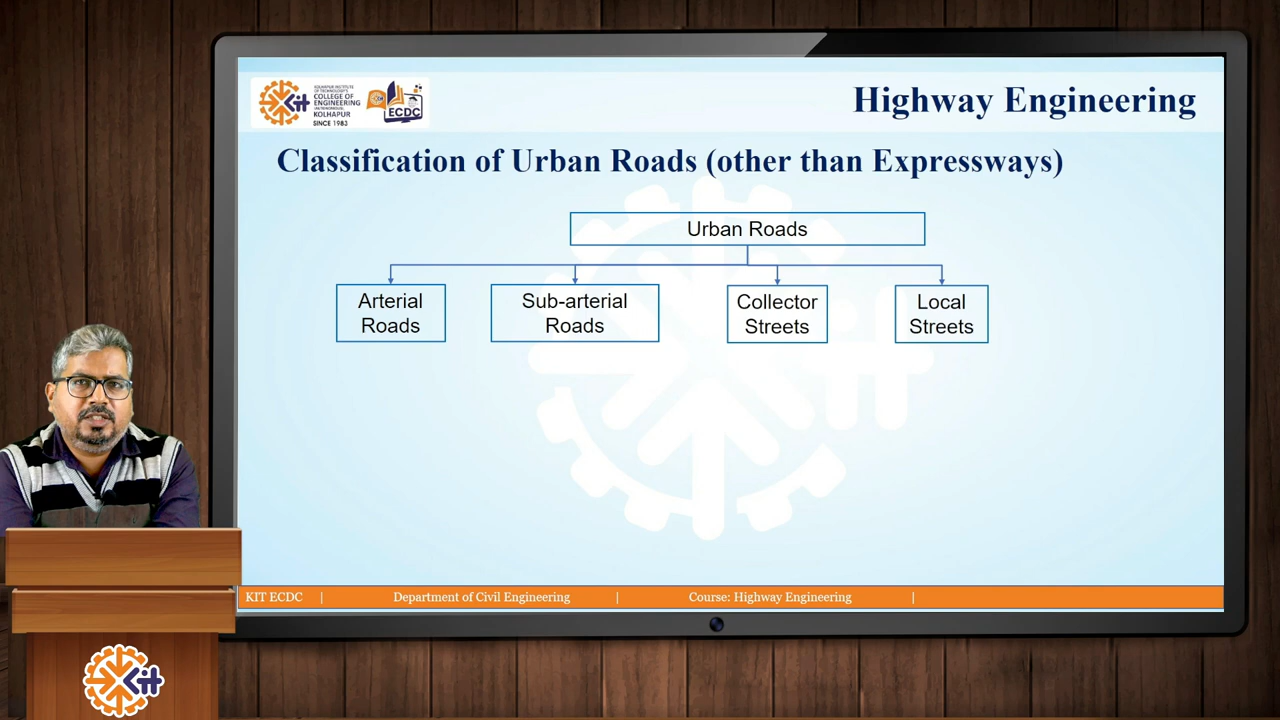 KOLHAPUR INSTITUTE
OF TECHNOLOGY'S
COLLEGE OF
ENGINEERING
KOLHAPUR
SINCE 1983
Kit
ECDC
Highway Engineering
Classification of Urban Roads (other than Expressways)
Urban Roads
Arterial
Roads
Sub-arterial
Roads
Collector
Streets
Local
Streets
KIT ECDC | Department of Civil Engineering | Course: Highway Engineering |
Kit